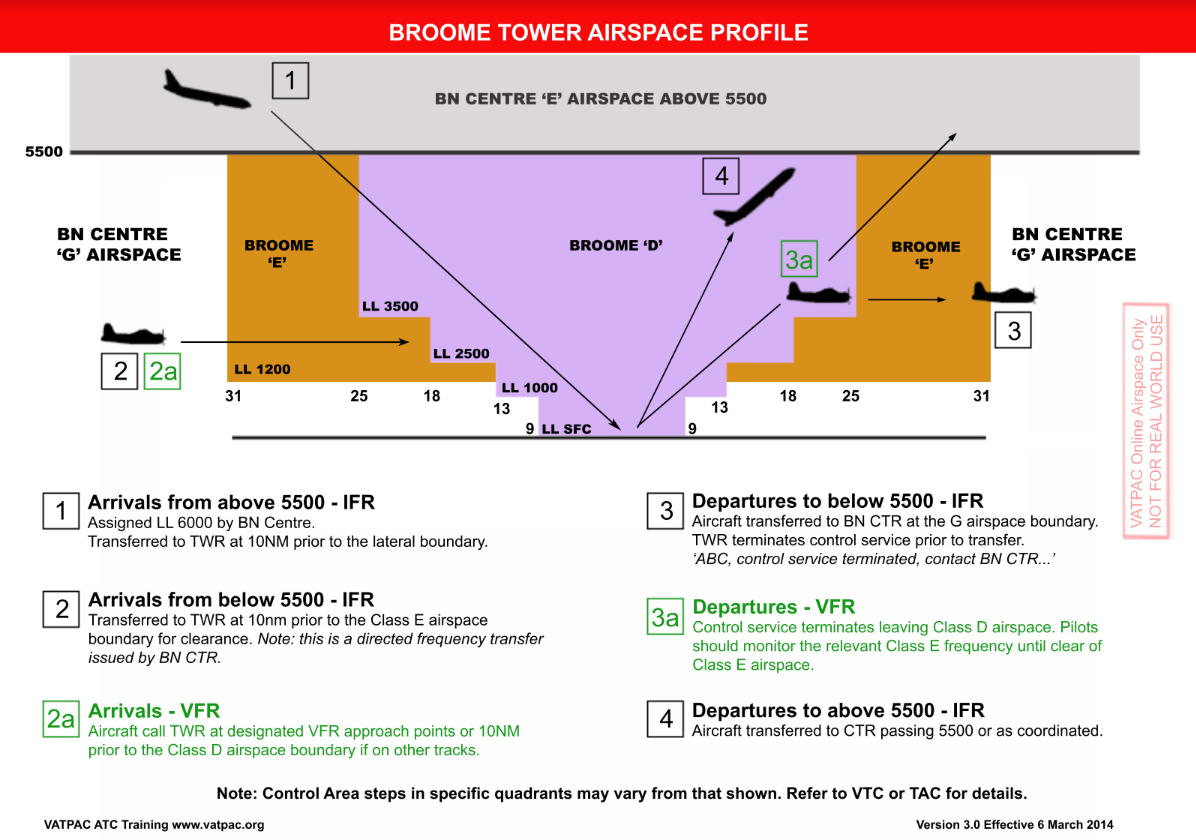 BROOME TOWER AIRSPACE PROFILE
1
BN CENTRE ‘E’ AIRSPACE ABOVE 5500
5500
4
BN CENTRE
‘G’ AIRSPACE
BROOME
‘E’
BROOME ‘D’
3a
BROOME
‘E’
BN CENTRE
‘G’ AIRSPACE
LL 3500
3
2
2a
LL 2500
LL 1200
LL 1000
31
25
18
13
9
LL SFC
9
13
18
25
31
VATPAC Online Airspace Only
NOT FOR REAL WORLD USE
1
Arrivals from above 5500 - IFR
Assigned LL 6000 by BN Centre.
Transferred to TWR at 10NM prior to the lateral boundary.
2
Arrivals from below 5500 - IFR
Transferred to TWR at 10nm prior to the Class E airspace
boundary for clearance. Note: this is a directed frequency transfer
issued by BN CTR.
2a
Arrivals - VFR
Aircraft call TWR at designated VFR approach points or 10NM
prior to the Class D airspace boundary if on other tracks.
3
Departures to below 5500 - IFR
Aircraft transferred to BN CTR at the G airspace boundary.
TWR terminates control service prior to transfer.
‘ABC, control service terminated, contact BN CTR...’
3a
Departures - VFR
Control service terminates leaving Class D airspace. Pilots
should monitor the relevant Class E frequency until clear of
Class E airspace.
4
Departures to above 5500 - IFR
Aircraft transferred to CTR passing 5500 or as coordinated.
Note: Control Area steps in specific quadrants may vary from that shown. Refer to VTC or TAC for details.
VATPAC ATC Training www.vatpac.org
Version 3.0 Effective 6 March 2014